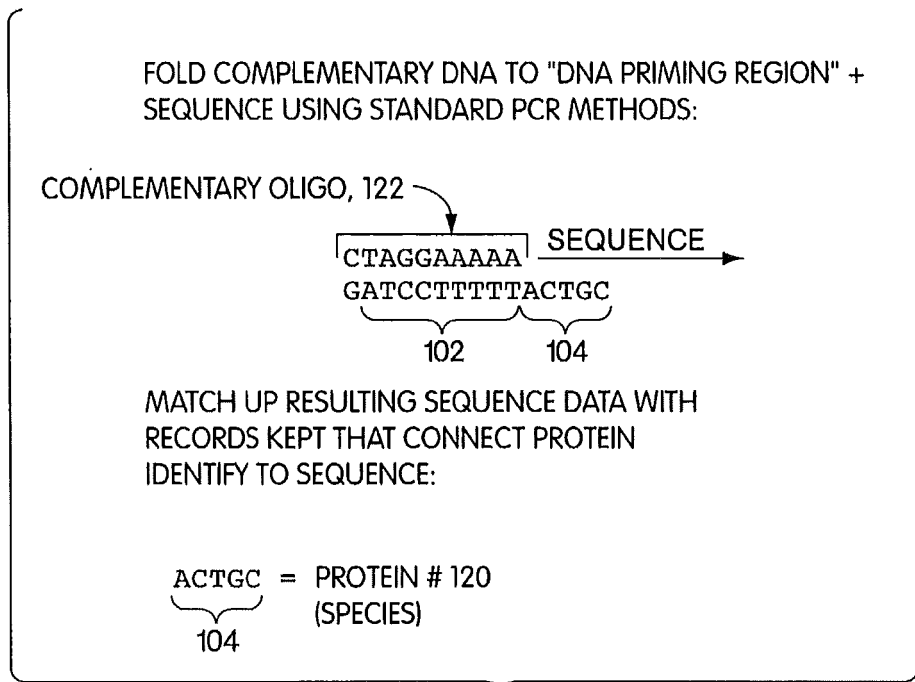 FOLD COMPLEMENTARY DNA TO "DNA PRIMING REGION" +
SEQUENCE USING STANDARD PCR METHODS:
COMPLEMENTARY OLIGO, 122
CTAGGAAAAA SEQUENCE
GATCCTTTTTACTGC
102 104
MATCH UP RESULTING SEQUENCE DATA WITH
RECORDS KEPT THAT CONNECT PROTEIN
IDENTIFY TO SEQUENCE:
ACTGC = PROTEIN # 120
(SPECIES)
104